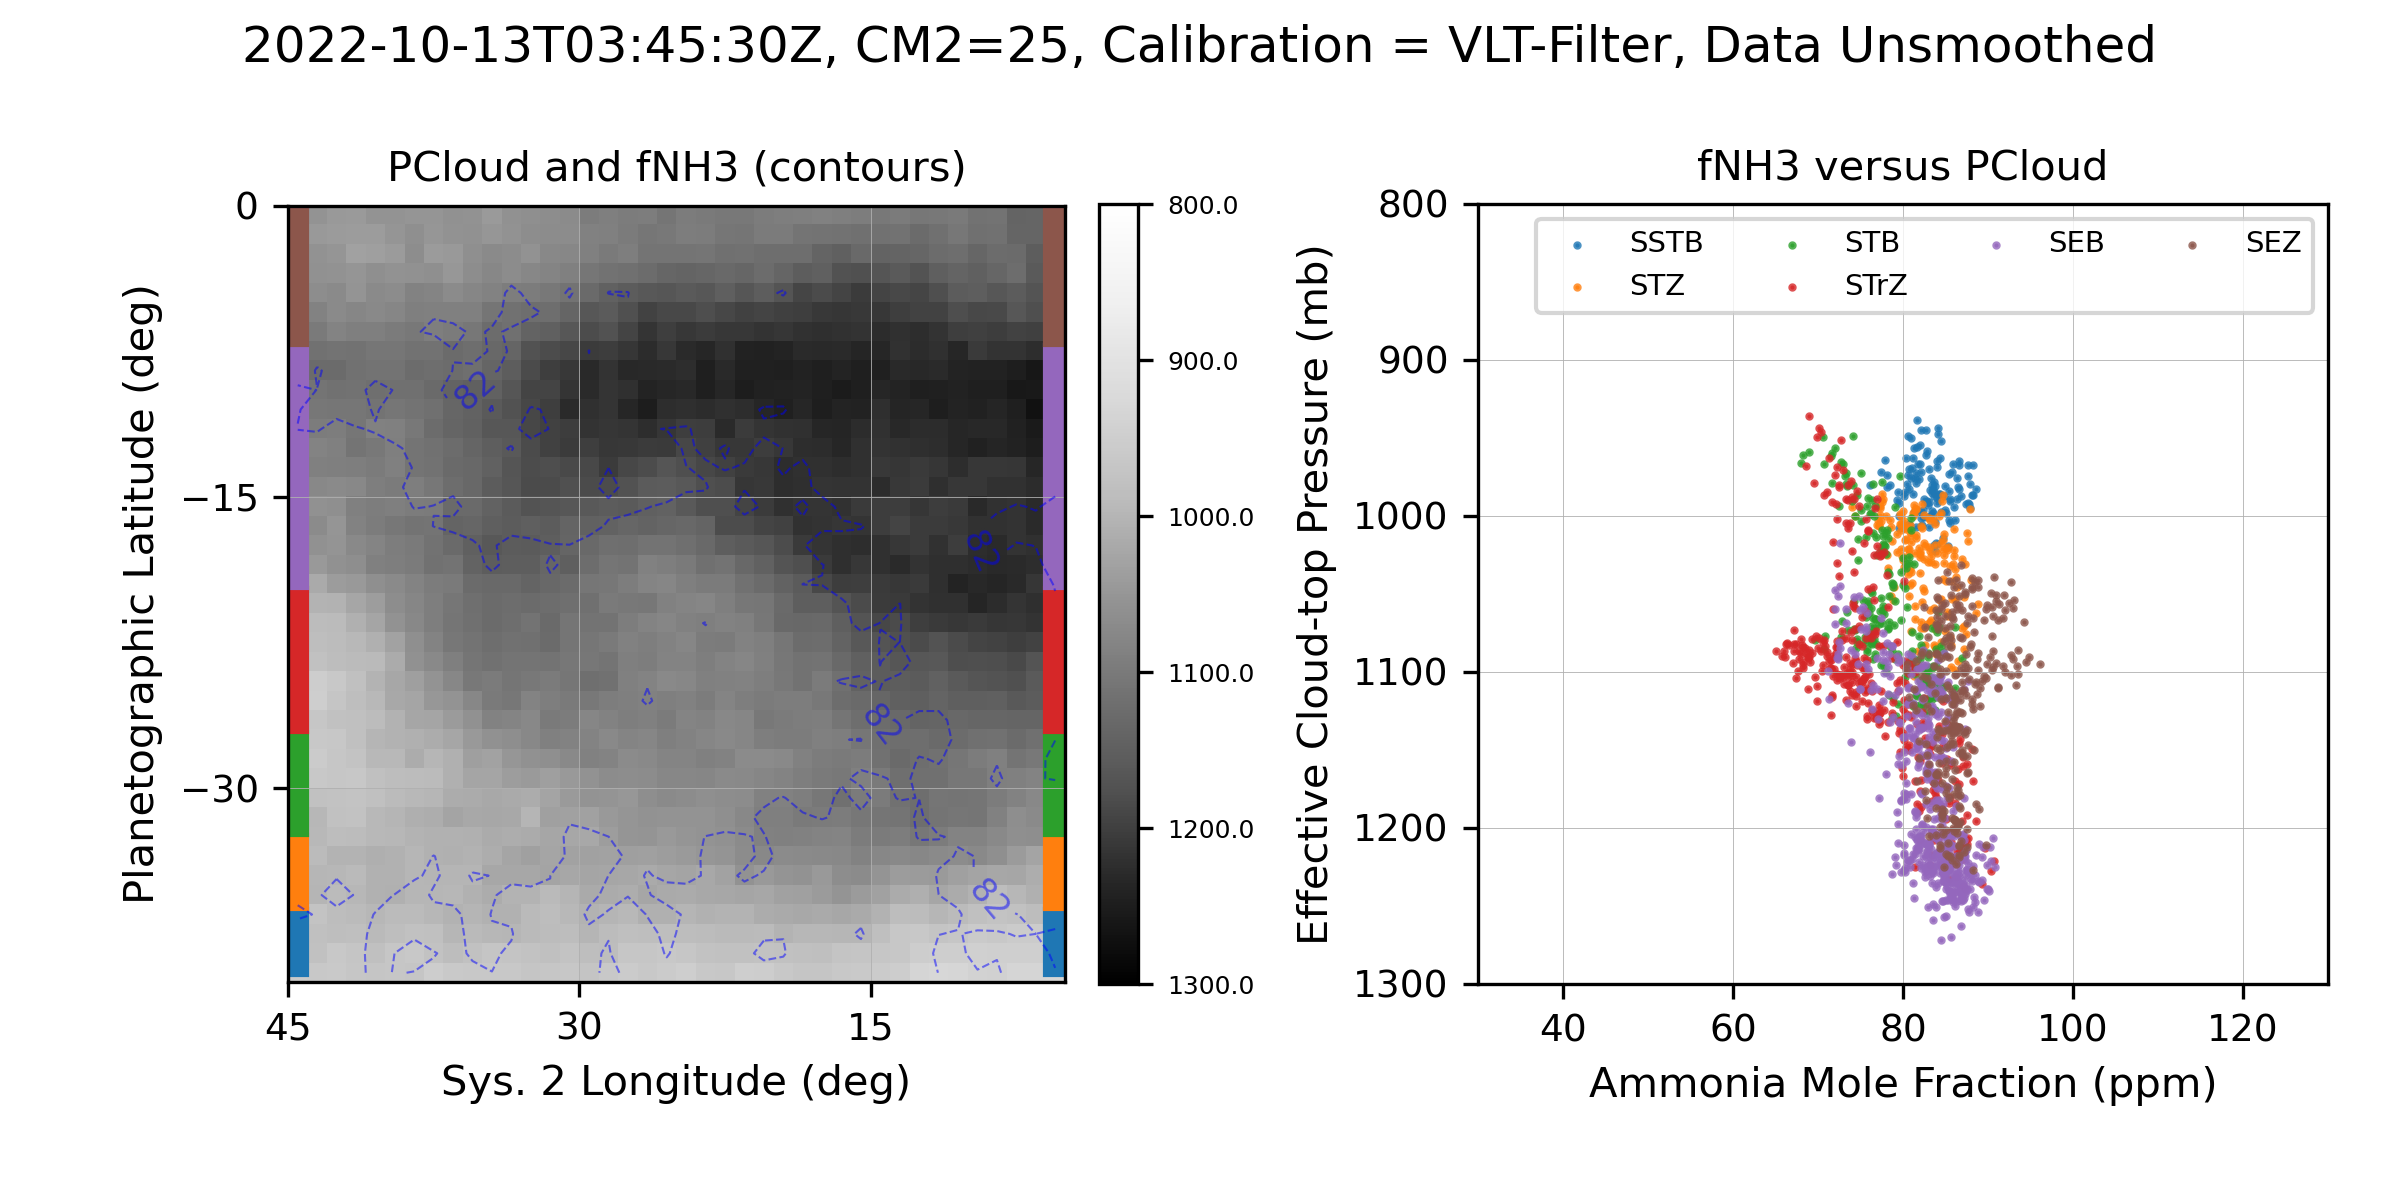 2022-10-13T03:45:30Z, CM2=25, Calibration = VLT-Filter, Data Unsmoothed
PCloud and fNH3 (contours)
Planetographic Latitude (deg)
0
−15
−30
45
30
15
Sys. 2 Longitude (deg)
82
82
82
82
800.0
900.0
1000.0
1100.0
1200.0
1300.0
fNH3 versus PCloud
Effective Cloud-top Pressure (mb)
800
900
1000
1100
1200
1300
SSTB
STZ
STB
STrZ
SEB
SEZ
40
60
80
100
120
Ammonia Mole Fraction (ppm)